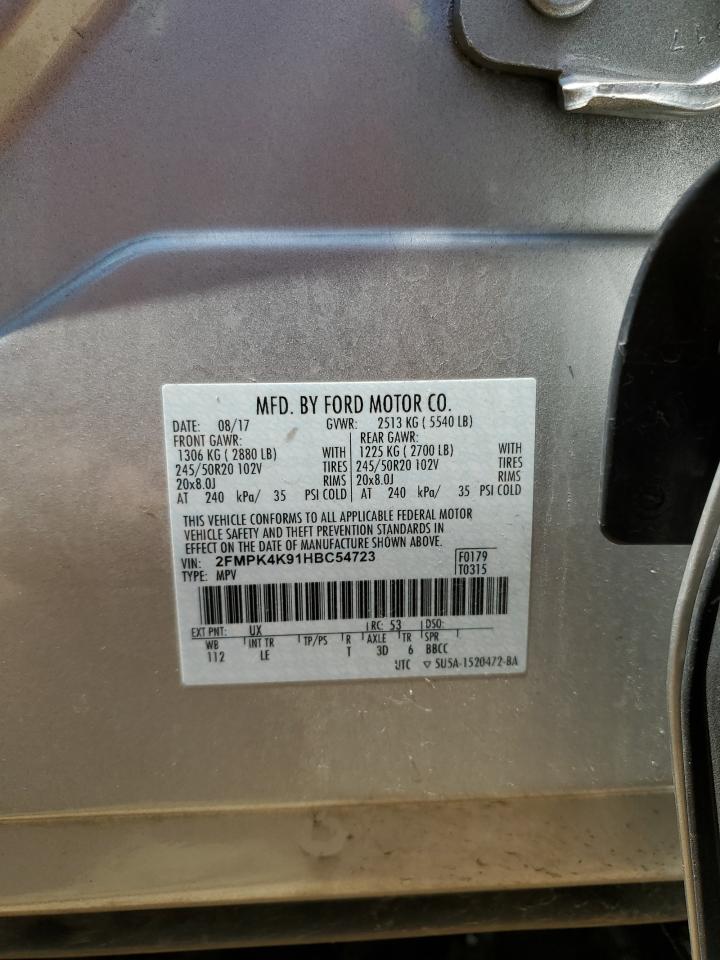 17
MFD. BY FORD MOTOR CO.
DATE: 08/17 GVWR: 2513 KG ( 5540 LB)
FRONT GAWR: REAR GAWR:
1306 KG ( 2880 LB) WITH 1225 KG ( 2700 LB) WITH
245/50R20 102V TIRES 245/50R20 102V TIRES
20x8.0J RIMS 20x8.0J RIMS
AT 240 kPa/ 35 PSI COLD AT 240 kPa/ 35 PSI COLD
THIS VEHICLE CONFORMS TO ALL APPLICABLE FEDERAL MOTOR
VEHICLE SAFETY AND THEFT PREVENTION STANDARDS IN
EFFECT ON THE DATE OF MANUFACTURE SHOWN ABOVE.
VIN: 2FMPK4K91HBC54723 F0179
TYPE: MPV T0315
EXT PNT: UX RC: 53 DSO:
WB INT TR TP/PS R AXLE TR SPR
112 LE T 3D 6 BBCC
UTC ▽ 5U5A-1520472-BA